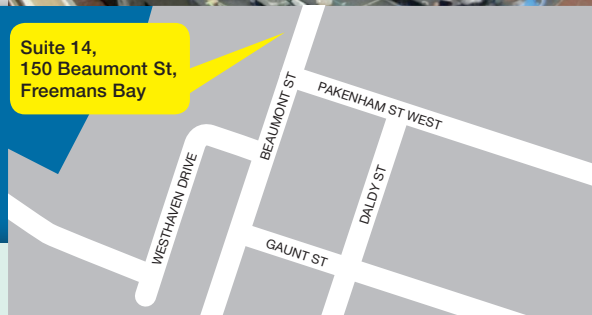 Suite 14,
150 Beaumont St,
Freemans Bay
BEAUMONT ST
PAKENHAM ST WEST
WESTHAVEN DRIVE
DALDY ST
GAUNT ST